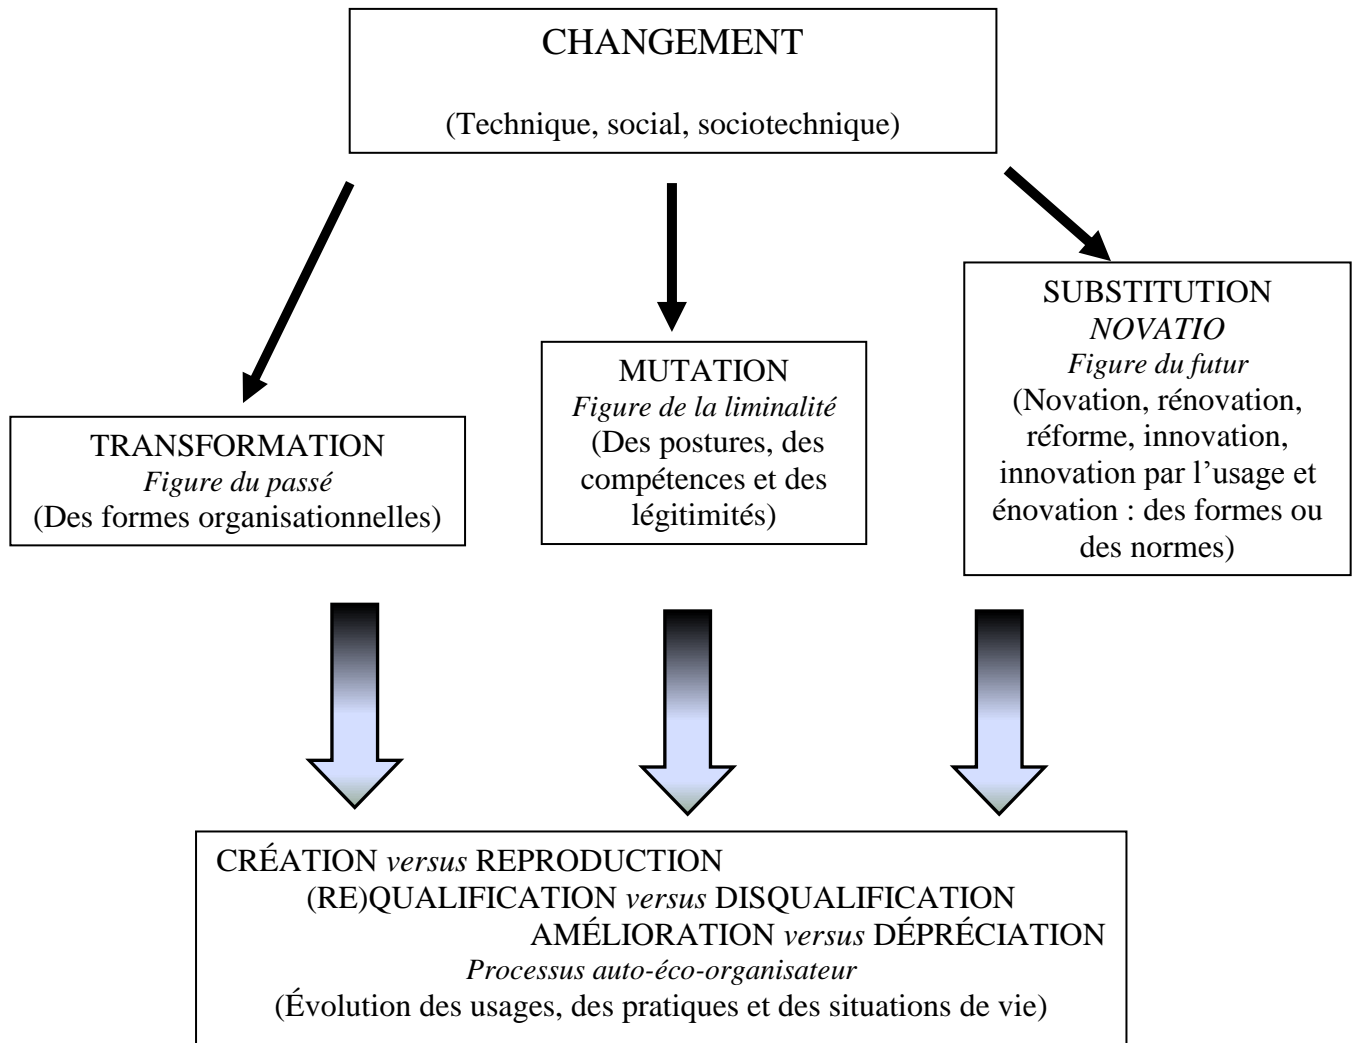 CHANGEMENT
(Technique, social, sociotechnique)
TRANSFORMATION
Figure du passé
(Des formes organisationnelles)
MUTATION
Figure de la liminalité
(Des postures, des
compétences et des
légitimités)
SUBSTITUTION
NOVATIO
Figure du futur
(Novation, rénovation,
réforme, innovation,
innovation par l’usage et
énovation : des formes ou
des normes)
CRÉATION versus REPRODUCTION
(RE)QUALIFICATION versus DISQUALIFICATION
AMÉLIORATION versus DÉPRÉCIATION
Processus auto-éco-organisateur
(Évolution des usages, des pratiques et des situations de vie)